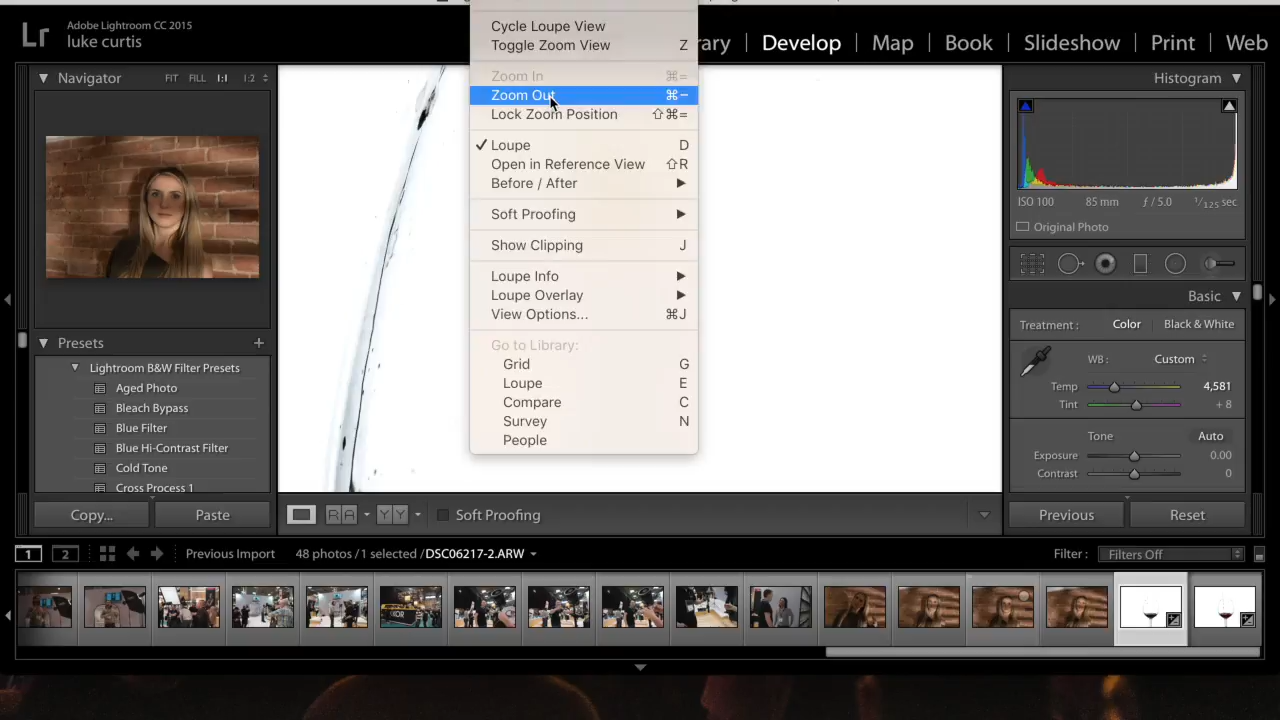 Adobe Lightroom CC 2015
Lr
luke curtis
rary | Develop | Map | Book | Slideshow | Print | Web
Cycle Loupe View
Toggle Zoom View Z
Zoom In ⌘=
Zoom Out ⌘−
Lock Zoom Position ⇧⌘=
✓ Loupe D
Open in Reference View ⇧R
Before / After ▶
Soft Proofing ▶
Show Clipping J
Loupe Info ▶
Loupe Overlay ▶
View Options... ⌘J
Go to Library:
Grid G
Loupe E
Compare C
Survey N
People
Navigator FIT FILL 1:1 1:2
Presets +
Lightroom B&W Filter Presets
Aged Photo
Bleach Bypass
Blue Filter
Blue Hi-Contrast Filter
Cold Tone
Cross Process 1
Copy... Paste
Histogram
ISO 100 85 mm ƒ / 5.0 1/125 sec
Original Photo
Basic
Treatment : Color Black & White
WB: Custom
Temp 4,581
Tint + 8
Tone Auto
Exposure 0.00
Contrast 0
Previous Reset
R A Y Y Soft Proofing
1 2 Previous Import 48 photos / 1 selected / DSC06217-2.ARW Filter : Filters Off